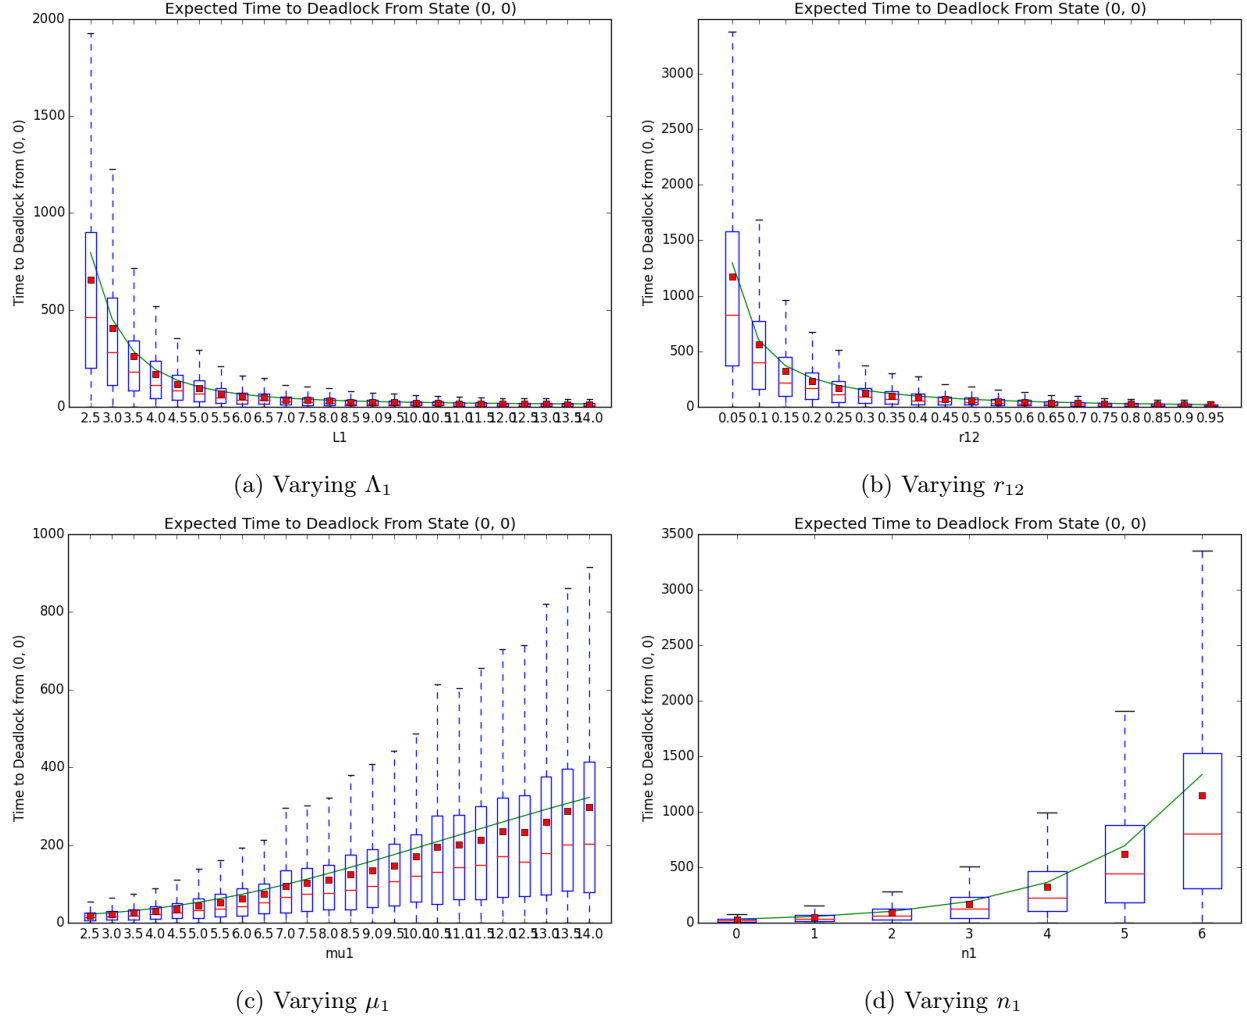 Expected Time to Deadlock From State (0, 0)
Time to Deadlock from (0, 0)
2000
1500
1000
500
0
2.5 3.0 3.5 4.0 4.5 5.0 5.5 6.0 6.5 7.0 7.5 8.0 8.5 9.0 9.5 10.0 10.5 11.0 11.5 12.0 12.5 13.0 13.5 14.0
L1
(a) Varying Λ₁
Expected Time to Deadlock From State (0, 0)
Time to Deadlock from (0, 0)
3000
2500
2000
1500
1000
500
0
0.05 0.1 0.15 0.2 0.25 0.3 0.35 0.4 0.45 0.5 0.55 0.6 0.65 0.7 0.75 0.8 0.85 0.9 0.95
r12
(b) Varying r₁₂
Expected Time to Deadlock From State (0, 0)
Time to Deadlock from (0, 0)
1000
800
600
400
200
0
2.5 3.0 3.5 4.0 4.5 5.0 5.5 6.0 6.5 7.0 7.5 8.0 8.5 9.0 9.5 10.0 10.5 11.0 11.5 12.0 12.5 13.0 13.5 14.0
mu1
(c) Varying μ₁
Expected Time to Deadlock From State (0, 0)
Time to Deadlock from (0, 0)
3500
3000
2500
2000
1500
1000
500
0
0 1 2 3 4 5 6
n1
(d) Varying n₁